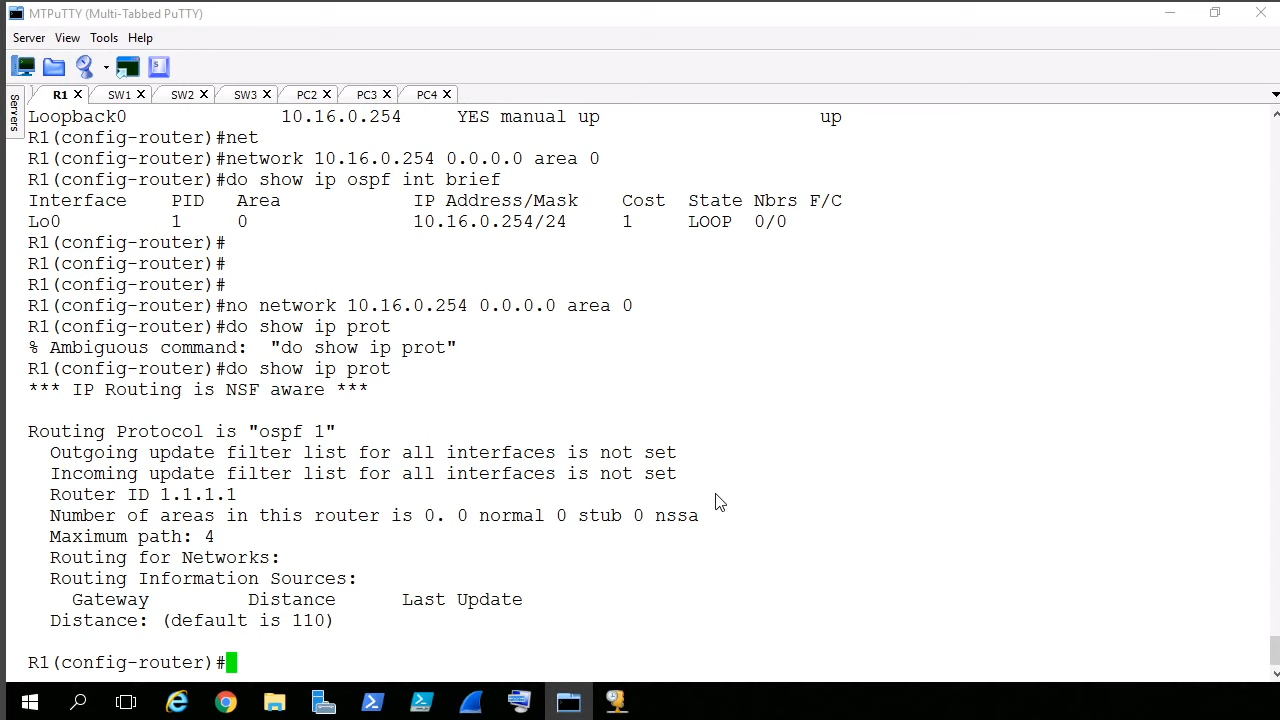 MTPuTTY (Multi-Tabbed PuTTY)
Server View Tools Help
R1 SW1 SW2 SW3 PC2 PC3 PC4
Servers
Loopback0 10.16.0.254 YES manual up up
R1(config-router)#net
R1(config-router)#network 10.16.0.254 0.0.0.0 area 0
R1(config-router)#do show ip ospf int brief
Interface PID Area IP Address/Mask Cost State Nbrs F/C
Lo0 1 0 10.16.0.254/24 1 LOOP 0/0
R1(config-router)#
R1(config-router)#
R1(config-router)#
R1(config-router)#no network 10.16.0.254 0.0.0.0 area 0
R1(config-router)#do show ip prot
% Ambiguous command: "do show ip prot"
R1(config-router)#do show ip prot
*** IP Routing is NSF aware ***
Routing Protocol is "ospf 1"
Outgoing update filter list for all interfaces is not set
Incoming update filter list for all interfaces is not set
Router ID 1.1.1.1
Number of areas in this router is 0. 0 normal 0 stub 0 nssa
Maximum path: 4
Routing for Networks:
Routing Information Sources:
Gateway Distance Last Update
Distance: (default is 110)
R1(config-router)#